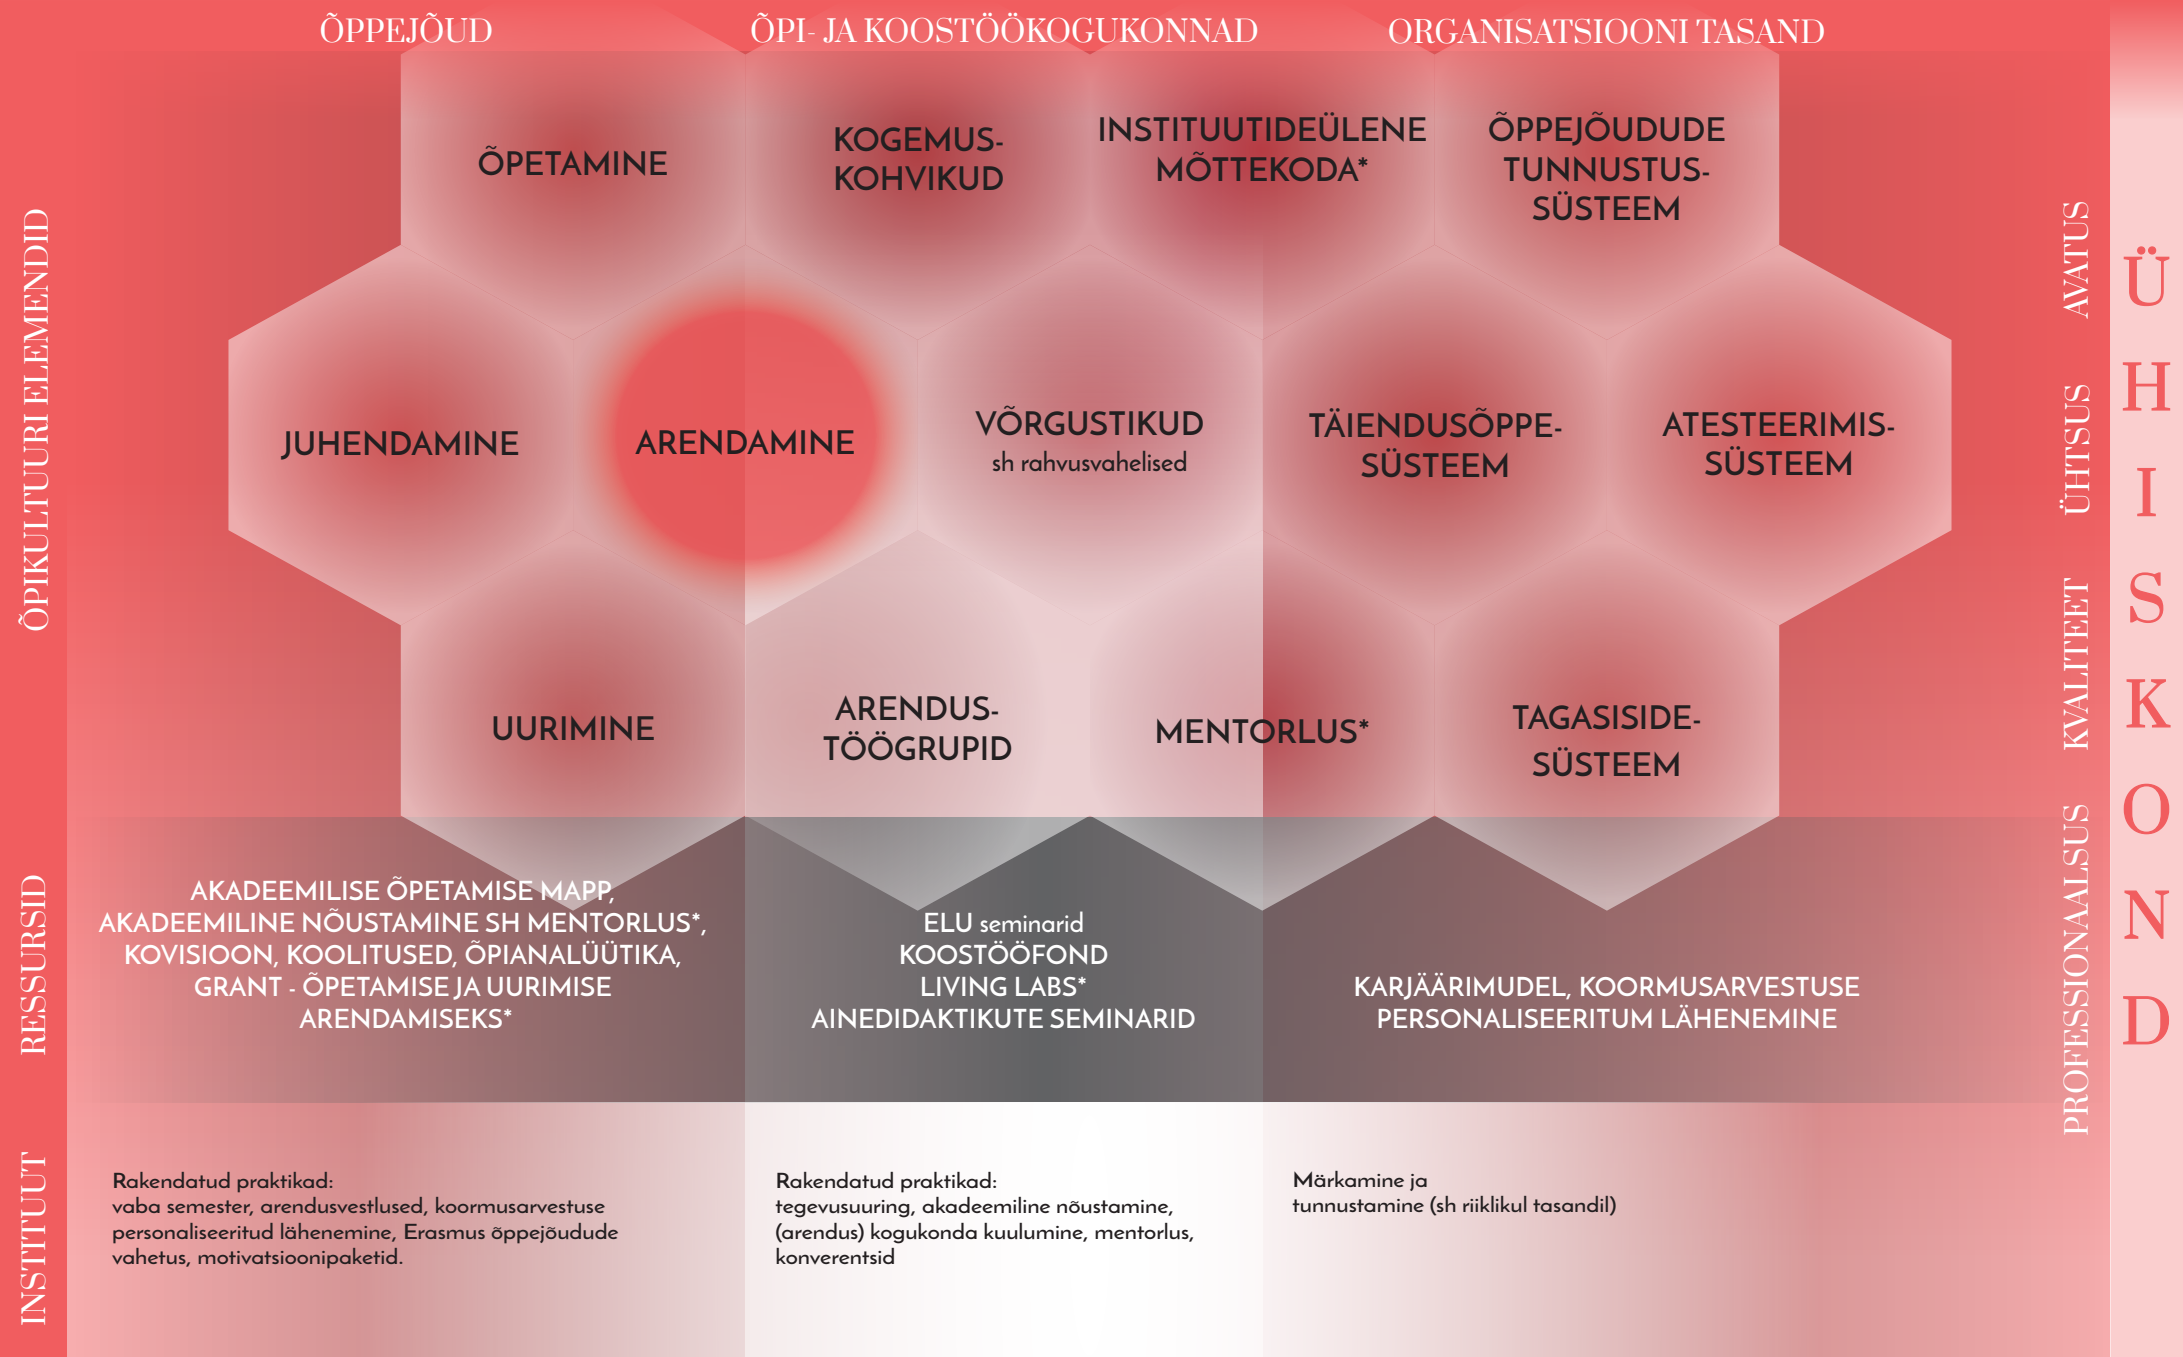 ÕPPEJÕUD
ÕPI- JA KOOSTÖÖKOGUKONNAD
ORGANISATSIOONI TASAND
ÕPIKULTUURI ELEMENDID
ÕPETAMINE
KOGEMUS-
KOHVIKUD
INSTITUUTIDEÜLENE
MÕTTEKODA*
ÕPPEJÕUDUDE
TUNNUSTUS-
SÜSTEEM
JUHENDAMINE
ARENDAMINE
VÕRGUSTIKUD
sh rahvusvahelised
TÄIENDUSÕPPE-
SÜSTEEM
ATESTEERIMIS-
SÜSTEEM
UURIMINE
ARENDUS-
TÖÖGRUPID
MENTORLUS*
TAGASISIDE-
SÜSTEEM
RESSURSID
AKADEEMILISE ÕPETAMISE MAPP,
AKADEEMILINE NÕUSTAMINE SH MENTORLUS*,
KOVISIOON, KOOLITUSED, ÕPIANALÜÜTIKA,
GRANT - ÕPETAMISE JA UURIMISE
ARENDAMISEKS*
ELU seminarid
KOOSTÖÖFOND
LIVING LABS*
AINEDIDAKTIKUTE SEMINARID
KARJÄÄRIMUDEL, KOORMUSARVESTUSE
PERSONALISEERITUM LÄHENEMINE
INSTITUUT
Rakendatud praktikad:
vaba semester, arendusvestlused, koormusarvestuse
personaliseeritud lähenemine, Erasmus õppejõudude
vahetus, motivatsioonipaketid.
Rakendatud praktikad:
tegevusuuring, akadeemiline nõustamine,
(arendus) kogukonda kuulumine, mentorlus,
konverentsid
Märkamine ja
tunnustamine (sh riiklikul tasandil)
AVATUS
ÜHTSUS
KVALITEET
PROFESSIONAALSUS
ÜHISKOND